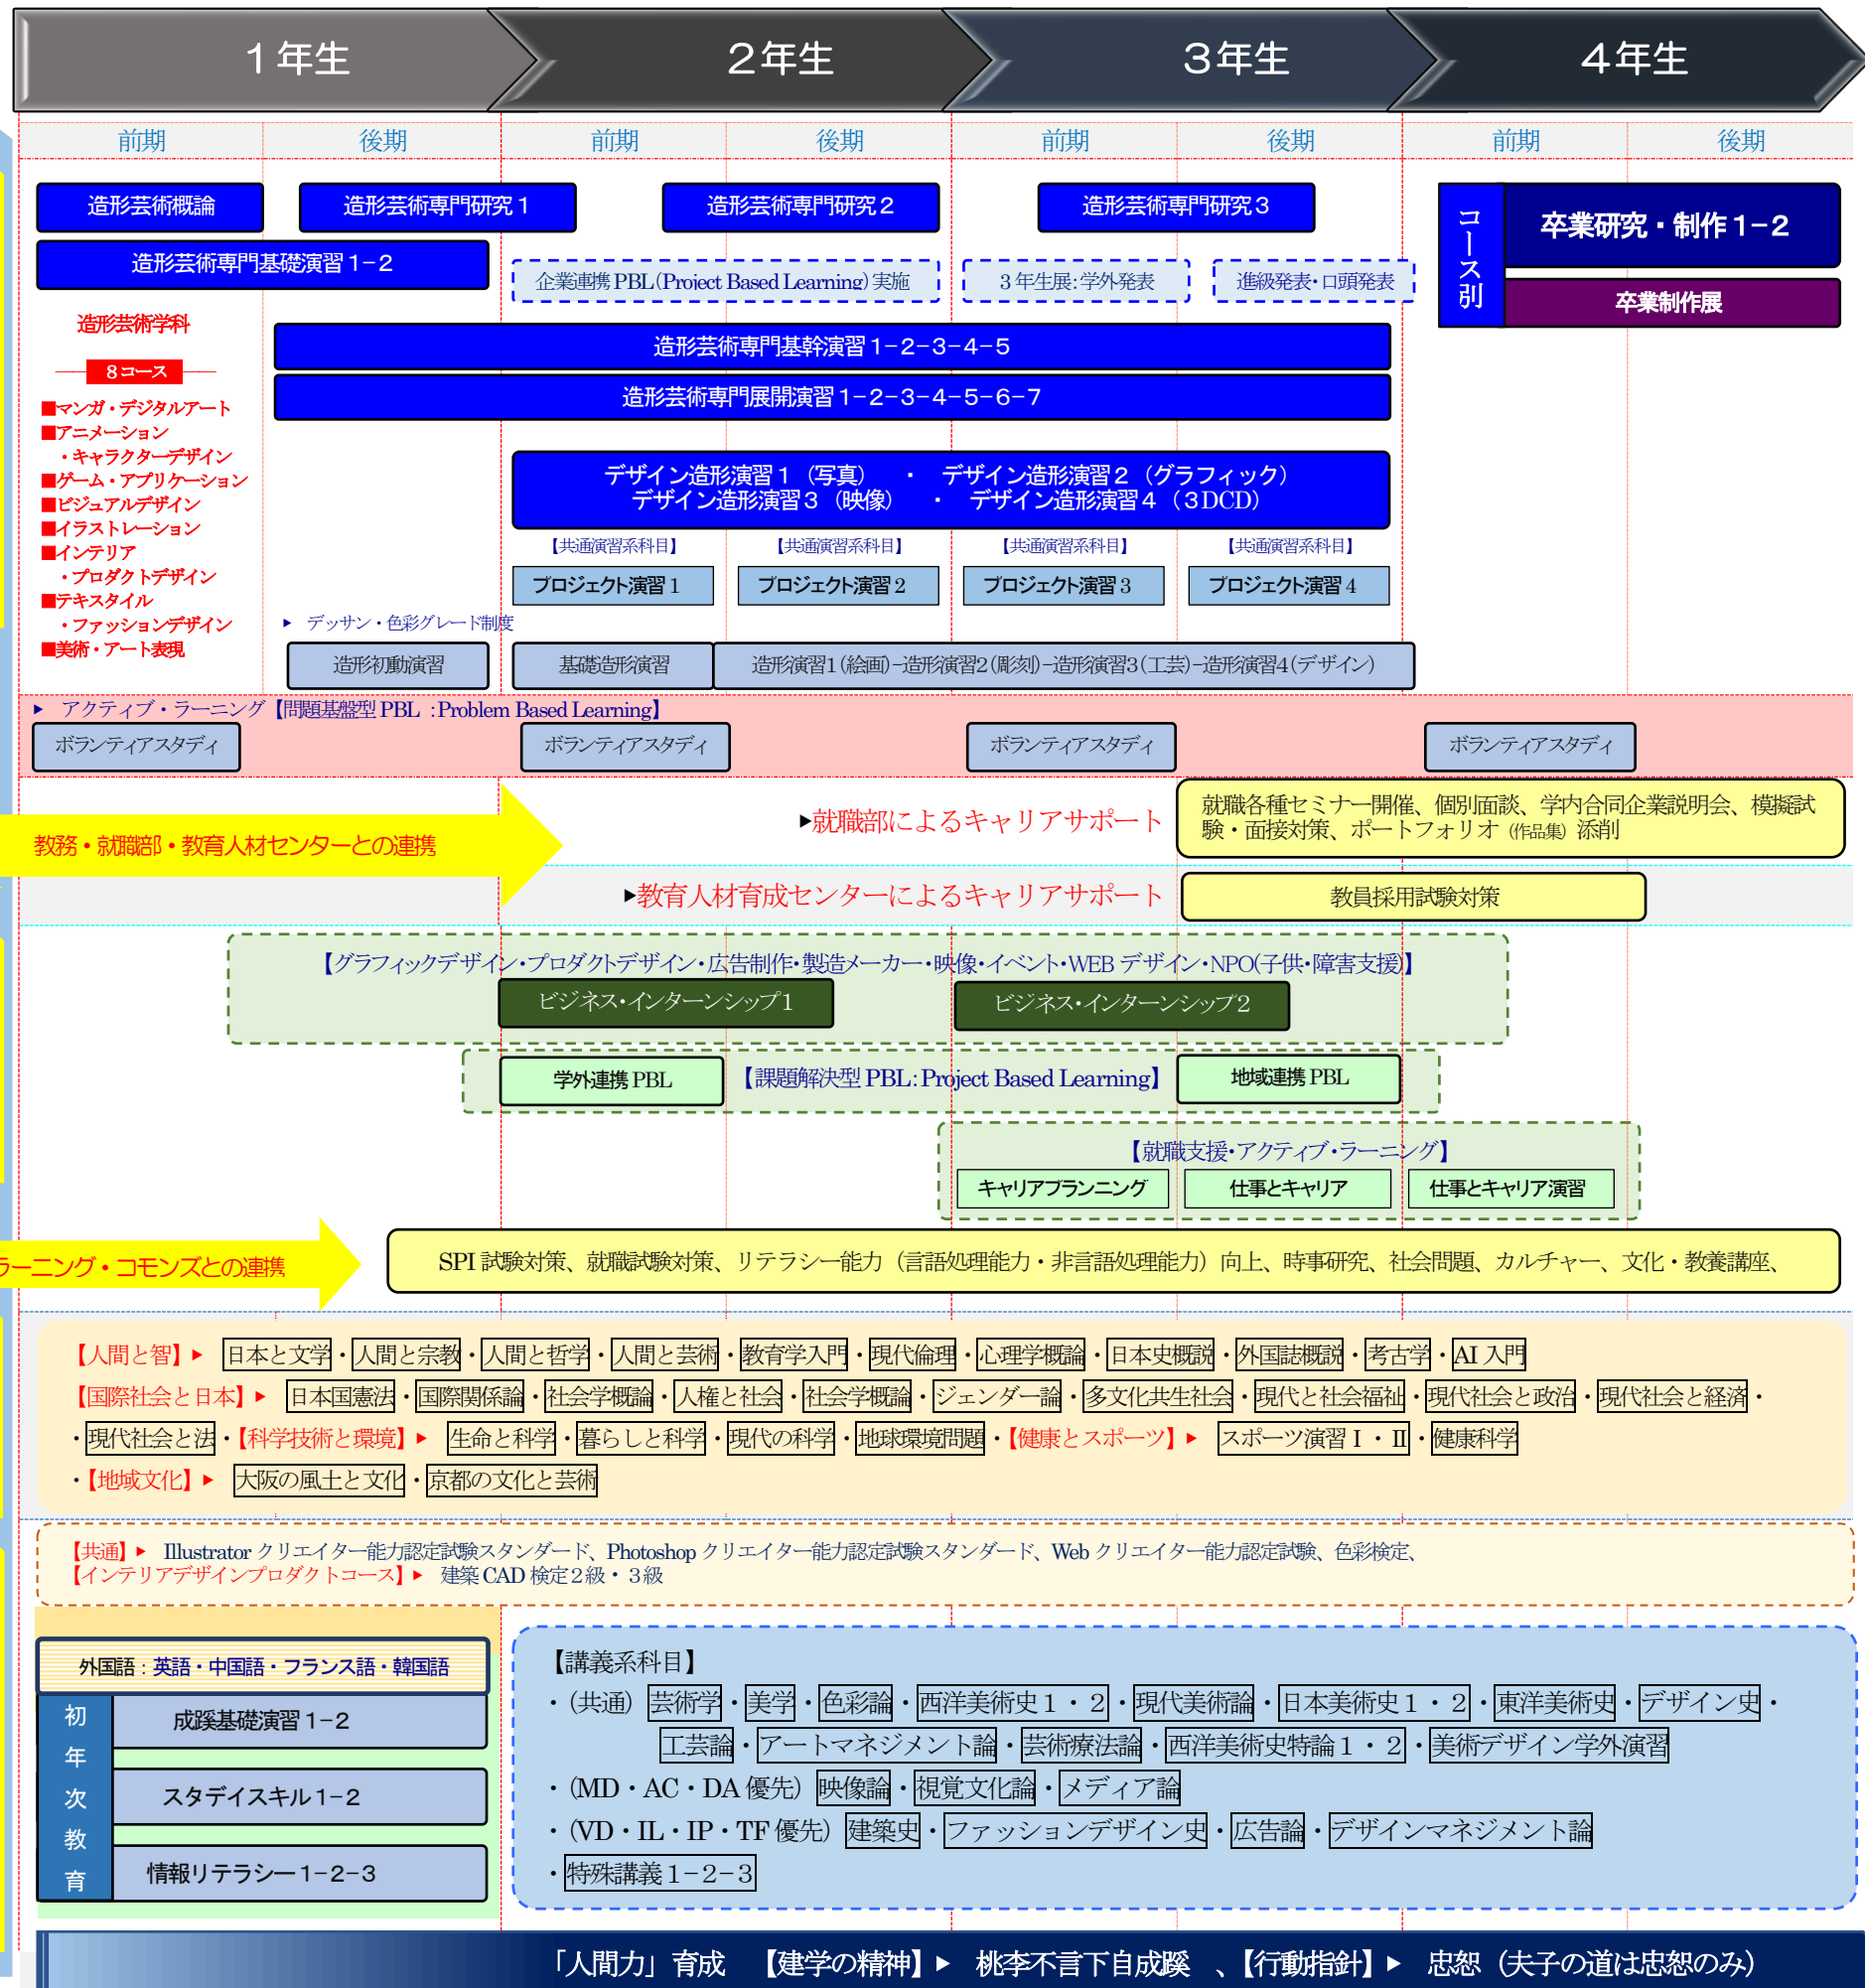 1年生 2年生 3年生 4年生
前期 後期 前期 後期 前期 後期 前期 後期
造形芸術概論 造形芸術専門研究1 造形芸術専門研究2 造形芸術専門研究3
コース別
卒業研究・制作1−2
卒業制作展
造形芸術専門基礎演習1−2
企業連携PBL(Project Based Learning)実施 3年生展：学外発表 進級発表・口頭発表
造形芸術学科
8コース
■マンガ・デジタルアート
■アニメーション
・キャラクターデザイン
■ゲーム・アプリケーション
■ビジュアルデザイン
■イラストレーション
■インテリア
・プロダクトデザイン
■テキスタイル
・ファッションデザイン
■美術・アート表現
造形芸術専門基幹演習1−2−3−4−5
造形芸術専門展開演習1−2−3−4−5−6−7
デザイン造形演習1（写真） ・ デザイン造形演習2（グラフィック）
デザイン造形演習3（映像） ・ デザイン造形演習4（3DCD）
【共通演習系科目】 【共通演習系科目】 【共通演習系科目】 【共通演習系科目】
プロジェクト演習1 プロジェクト演習2 プロジェクト演習3 プロジェクト演習4
▶ デッサン・色彩グレード制度
造形初動演習 基礎造形演習 造形演習1(絵画)−造形演習2(彫刻)−造形演習3(工芸)−造形演習4(デザイン)
▶ アクティブ・ラーニング【問題基盤型PBL ：Problem Based Learning】
ボランティアスタディ ボランティアスタディ ボランティアスタディ ボランティアスタディ
教務・就職部・教育人材センターとの連携
▶就職部によるキャリアサポート
就職各種セミナー開催、個別面談、学内合同企業説明会、模擬試
験・面接対策、ポートフォリオ（作品集）添削
▶教育人材育成センターによるキャリアサポート 教員採用試験対策
【グラフィックデザイン・プロダクトデザイン・広告制作・製造メーカー・映像・イベント・WEBデザイン・NPO(子供・障害支援)】
ビジネス・インターンシップ1 ビジネス・インターンシップ2
学外連携PBL 【課題解決型PBL：Project Based Learning】 地域連携PBL
【就職支援・アクティブ・ラーニング】
キャリアプランニング 仕事とキャリア 仕事とキャリア演習
ラーニング・コモンズとの連携
SPI試験対策、就職試験対策、リテラシー能力（言語処理能力・非言語処理能力）向上、時事研究、社会問題、カルチャー、文化・教養講座、
【人間と智】▶ 日本と文学・人間と宗教・人間と哲学・人間と芸術・教育学入門・現代倫理・心理学概論・日本史概説・外国誌概説・考古学・AI入門
【国際社会と日本】▶ 日本国憲法・国際関係論・社会学概論・人権と社会・社会学概論・ジェンダー論・多文化共生社会・現代と社会福祉・現代社会と政治・現代社会と経済・
・現代社会と法・【科学技術と環境】▶ 生命と科学・暮らしと科学・現代の科学・地球環境問題・【健康とスポーツ】▶ スポーツ演習Ⅰ・Ⅱ・健康科学
・【地域文化】▶ 大阪の風土と文化・京都の文化と芸術
【共通】▶ Illustratorクリエイター能力認定試験スタンダード、Photoshopクリエイター能力認定試験スタンダード、Webクリエイター能力認定試験、色彩検定、
【インテリアデザインプロダクトコース】▶ 建築CAD検定2級・3級
外国語：英語・中国語・フランス語・韓国語
初年次教育
成蹊基礎演習1−2
スタデイスキル1−2
情報リテラシー1−2−3
【講義系科目】
・（共通）芸術学・美学・色彩論・西洋美術史1・2・現代美術論・日本美術史1・2・東洋美術史・デザイン史・
工芸論・アートマネジメント論・芸術療法論・西洋美術史特論1・2・美術デザイン学外演習
・（MD・AC・DA優先）映像論・視覚文化論・メディア論
・（VD・IL・IP・TF優先）建築史・ファッションデザイン史・広告論・デザインマネジメント論
・特殊講義1−2−3
「人間力」育成 【建学の精神】▶ 桃李不言下自成蹊 、【行動指針】▶ 忠恕（夫子の道は忠恕のみ）